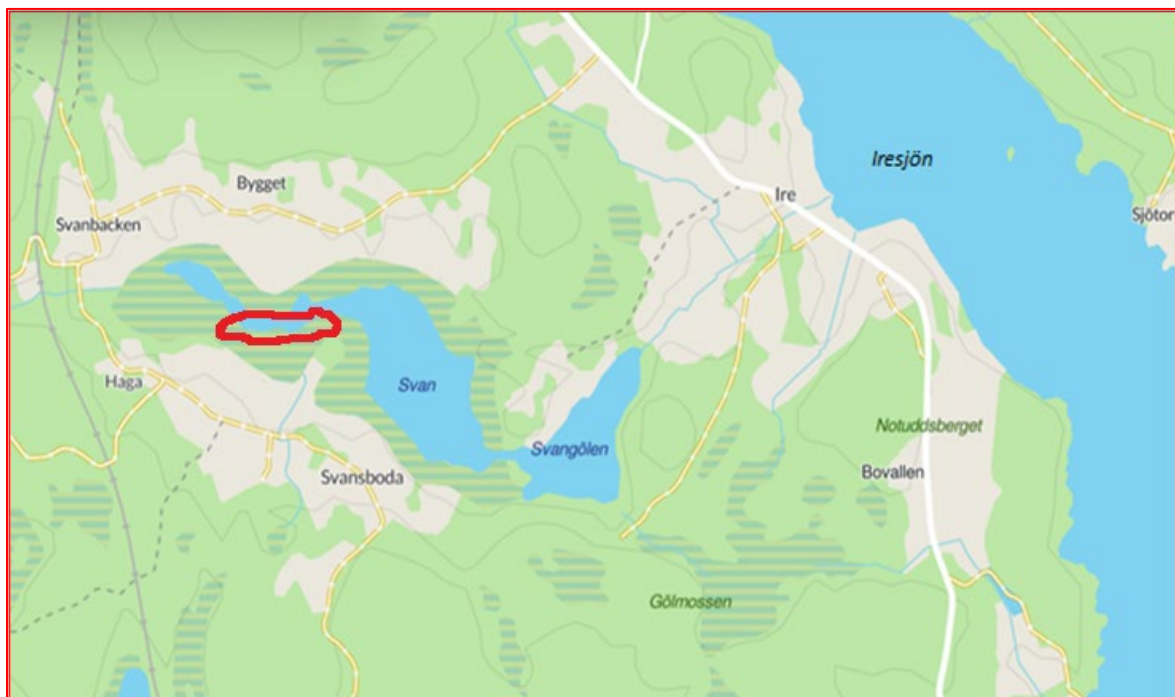 Iresjön
Bygget
Ire
Svanbacken
Sjötor
Haga
Svan
Notuddsberget
Svangölen
Bovallen
Svansboda
Gölmossen